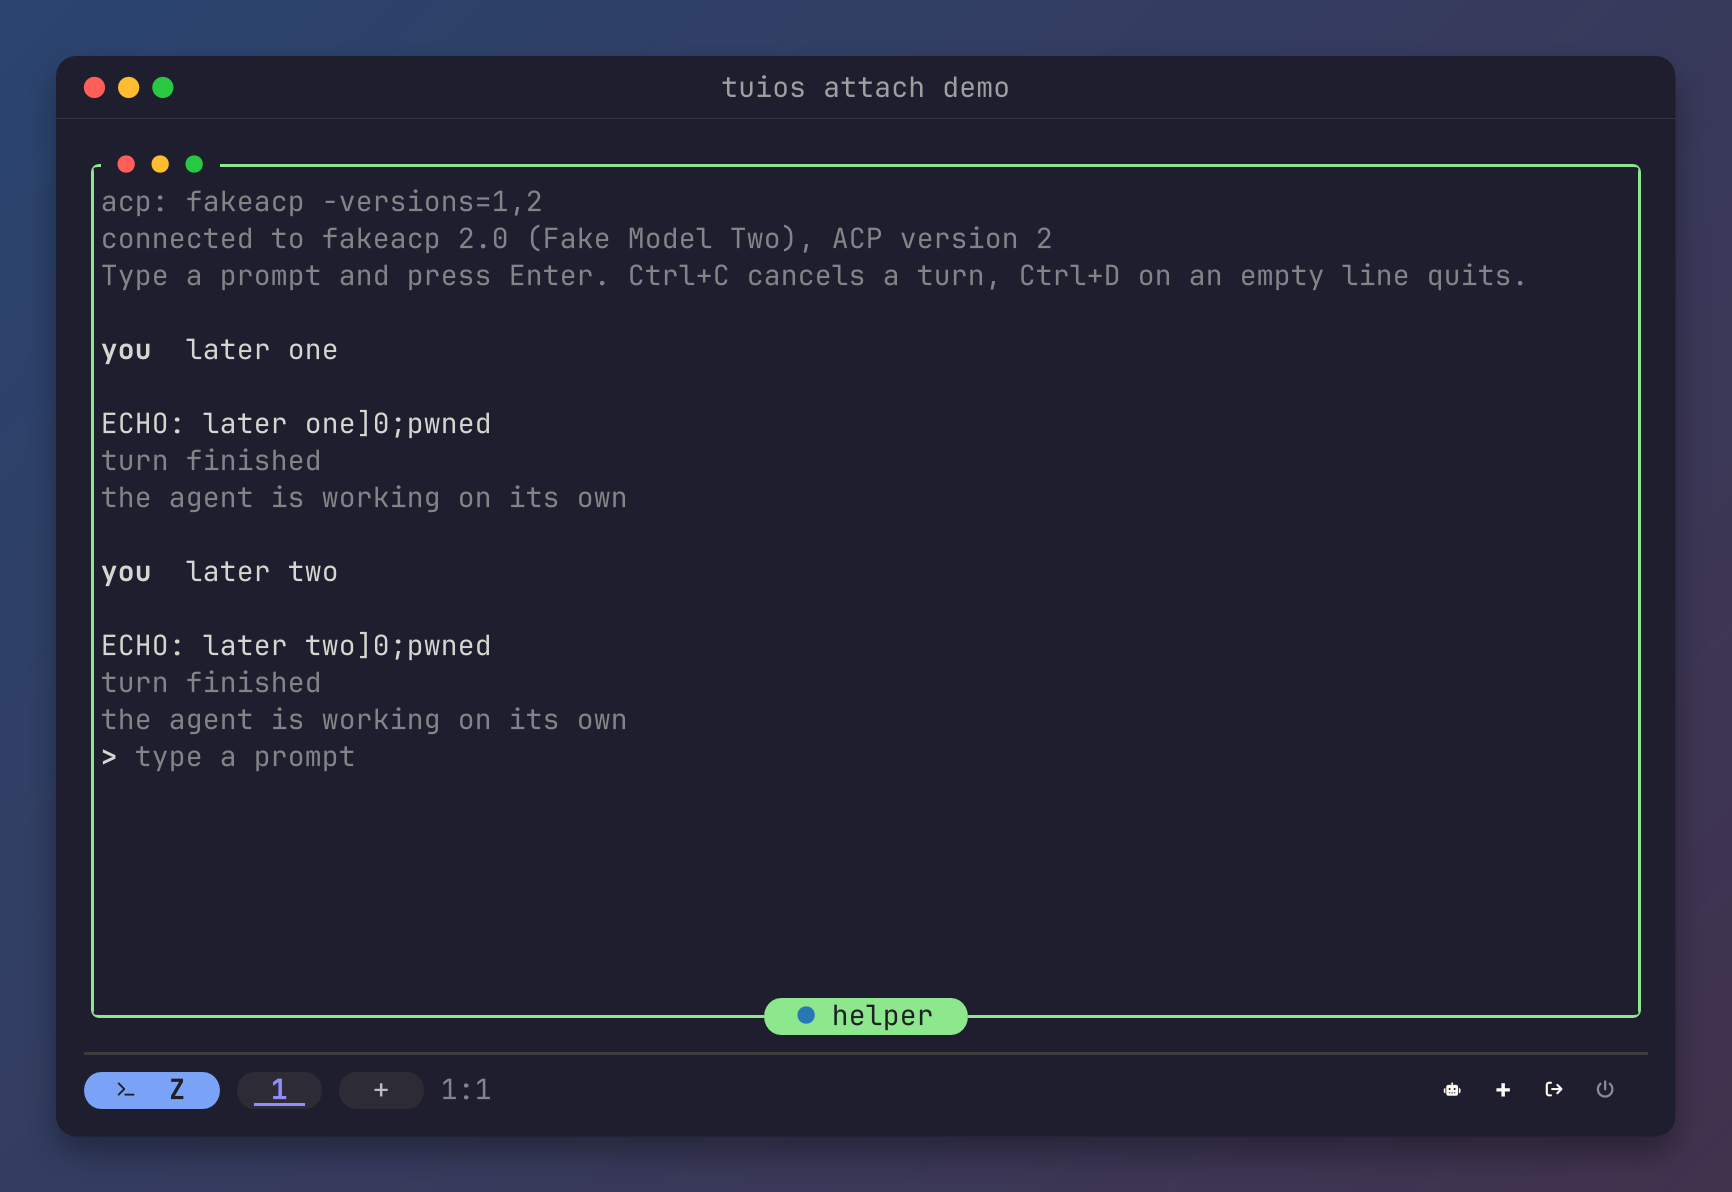 tuios attach demo
acp: fakeacp -versions=1,2
connected to fakeacp 2.0 (Fake Model Two), ACP version 2
Type a prompt and press Enter. Ctrl+C cancels a turn, Ctrl+D on an empty line quits.
you  later one
ECHO: later one]0;pwned
turn finished
the agent is working on its own
you  later two
ECHO: later two]0;pwned
turn finished
the agent is working on its own
> type a prompt
helper
>_ Z 1 + 1:1